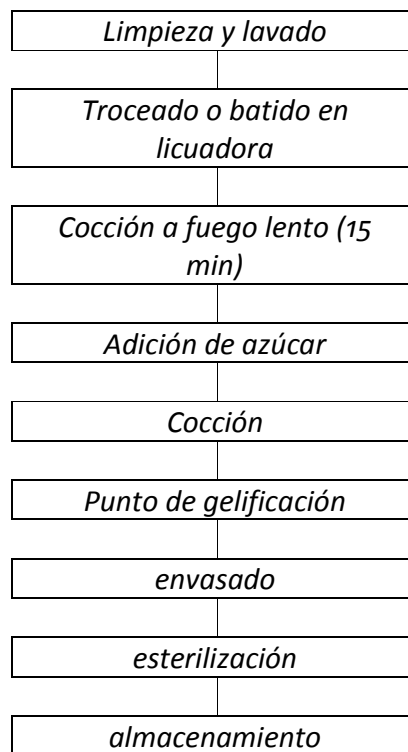 Limpieza y lavado
Troceado o batido en
licuadora
Cocción a fuego lento (15
min)
Adición de azúcar
Cocción
Punto de gelificación
envasado
esterilización
almacenamiento